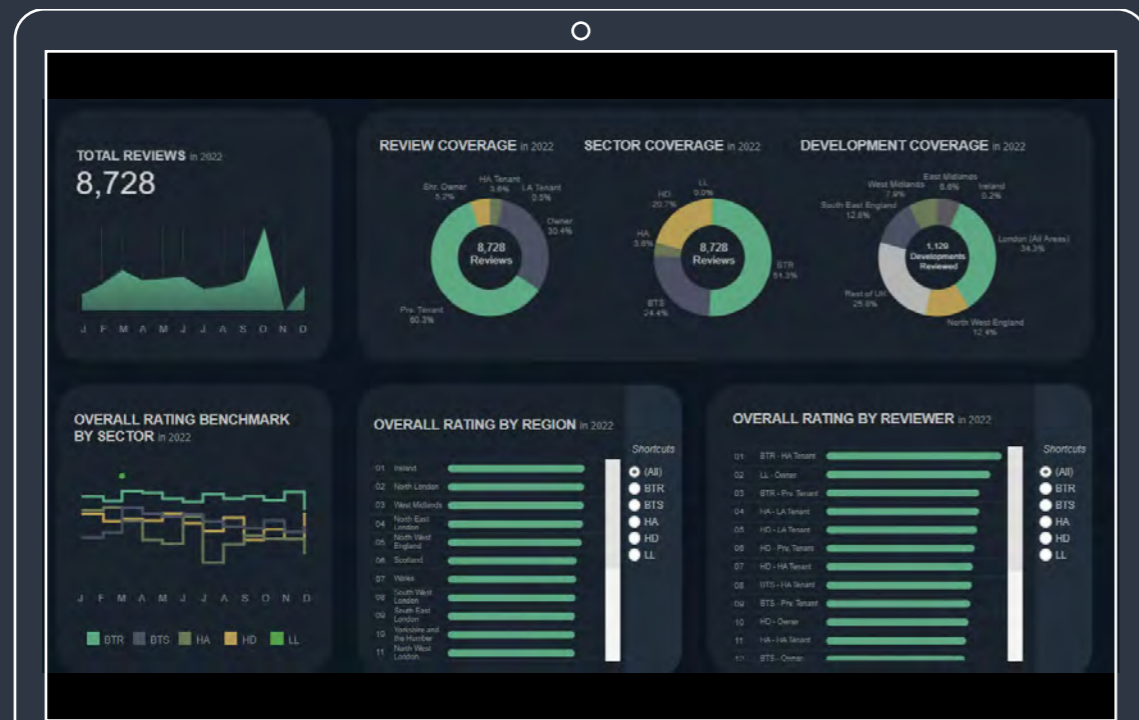 TOTAL REVIEWS in 2022
8,728
J F M A M J J A S O N D
REVIEW COVERAGE in 2022
HA Tenant
3.6%
LA Tenant
0.5%
Owner
30.4%
Prv. Tenant
60.3%
Enr. Owner
5.2%
8,728
Reviews
SECTOR COVERAGE in 2022
LL
0.0%
HD
20.7%
HA
3.6%
BTS
24.4%
BTR
51.3%
8,728
Reviews
DEVELOPMENT COVERAGE in 2022
East Midlands
6.6%
Ireland
0.2%
West Midlands
7.9%
South East England
12.8%
London (All Areas)
34.3%
Rest of UK
25.8%
North West England
12.4%
1,129
Developments
Reviewed
OVERALL RATING BENCHMARK
BY SECTOR in 2022
J F M A M J J A S O N D
BTR BTS HA HD LL
OVERALL RATING BY REGION in 2022
01 Ireland
02 North London
03 West Midlands
04 North East
London
05 North West
England
06 Scotland
07 Wales
08 South West
London
09 South East
London
10 Yorkshire and
the Humber
11 North West
London
Shortcuts
(All)
BTR
BTS
HA
HD
LL
OVERALL RATING BY REVIEWER in 2022
01 BTR - HA Tenant
02 LL - Owner
03 BTR - Prv. Tenant
04 HA - LA Tenant
05 HD - LA Tenant
06 HD - Prv. Tenant
07 HD - HA Tenant
08 BTS - HA Tenant
09 BTS - Prv. Tenant
10 HD - Owner
11 HA - HA Tenant
12 BTS - Owner
Shortcuts
(All)
BTR
BTS
HA
HD
LL